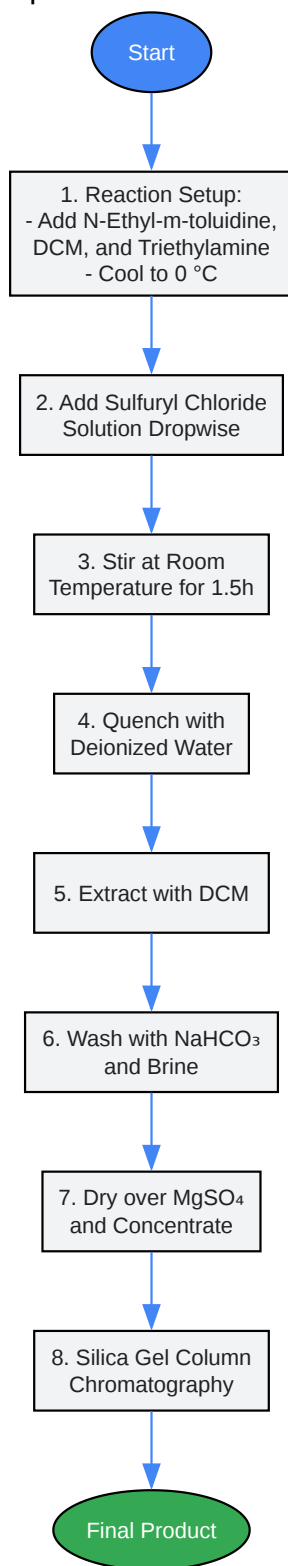 Start
1. Reaction Setup:
- Add N-Ethyl-m-toluidine,
DCM, and Triethylamine
- Cool to 0 °C
2. Add Sulfuryl Chloride
Solution Dropwise
3. Stir at Room
Temperature for 1.5h
4. Quench with
Deionized Water
5. Extract with DCM
6. Wash with NaHCO₃
and Brine
7. Dry over MgSO₄
and Concentrate
8. Silica Gel Column
Chromatography
Final Product